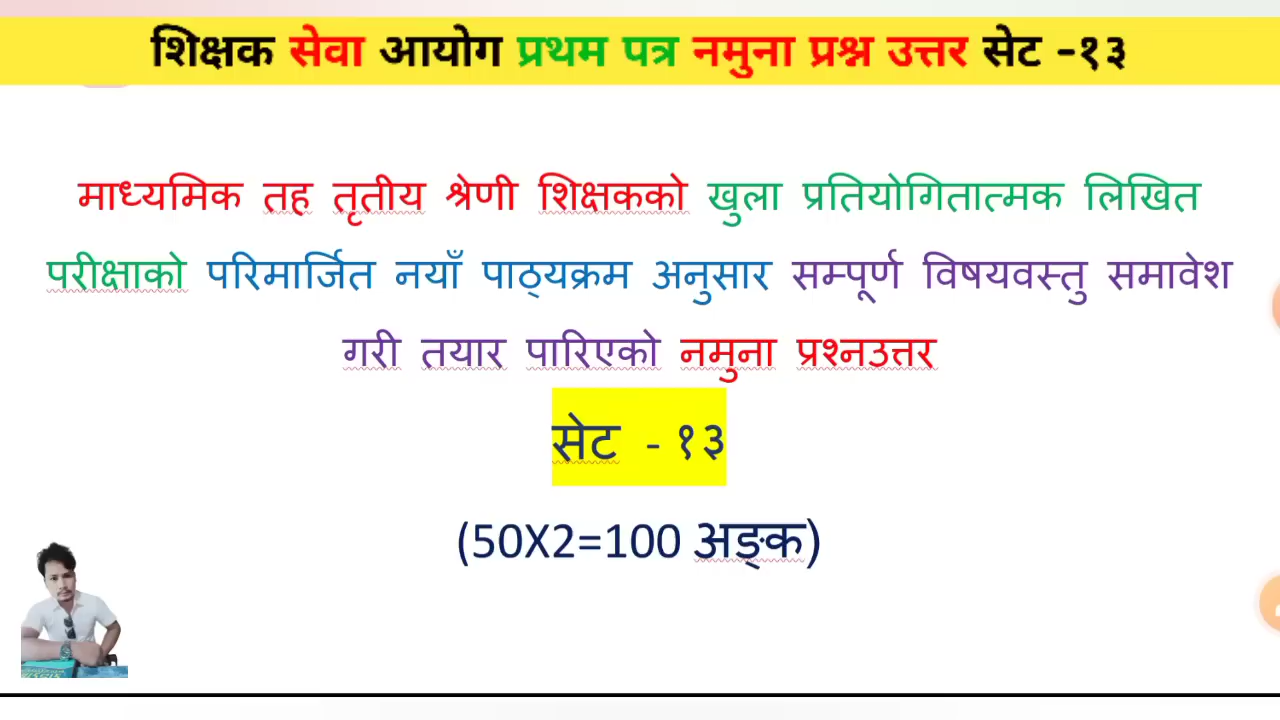 शिक्षक सेवा आयोग प्रथम पत्र नमुना प्रश्न उत्तर सेट -१३
माध्यमिक तह तृतीय श्रेणी शिक्षकको खुला प्रतियोगितात्मक लिखित
परीक्षाको परिमार्जित नयाँ पाठ्यक्रम अनुसार सम्पूर्ण विषयवस्तु समावेश
गरी तयार पारिएको नमुना प्रश्नउत्तर
सेट - १३
(50X2=100 अङ्क)